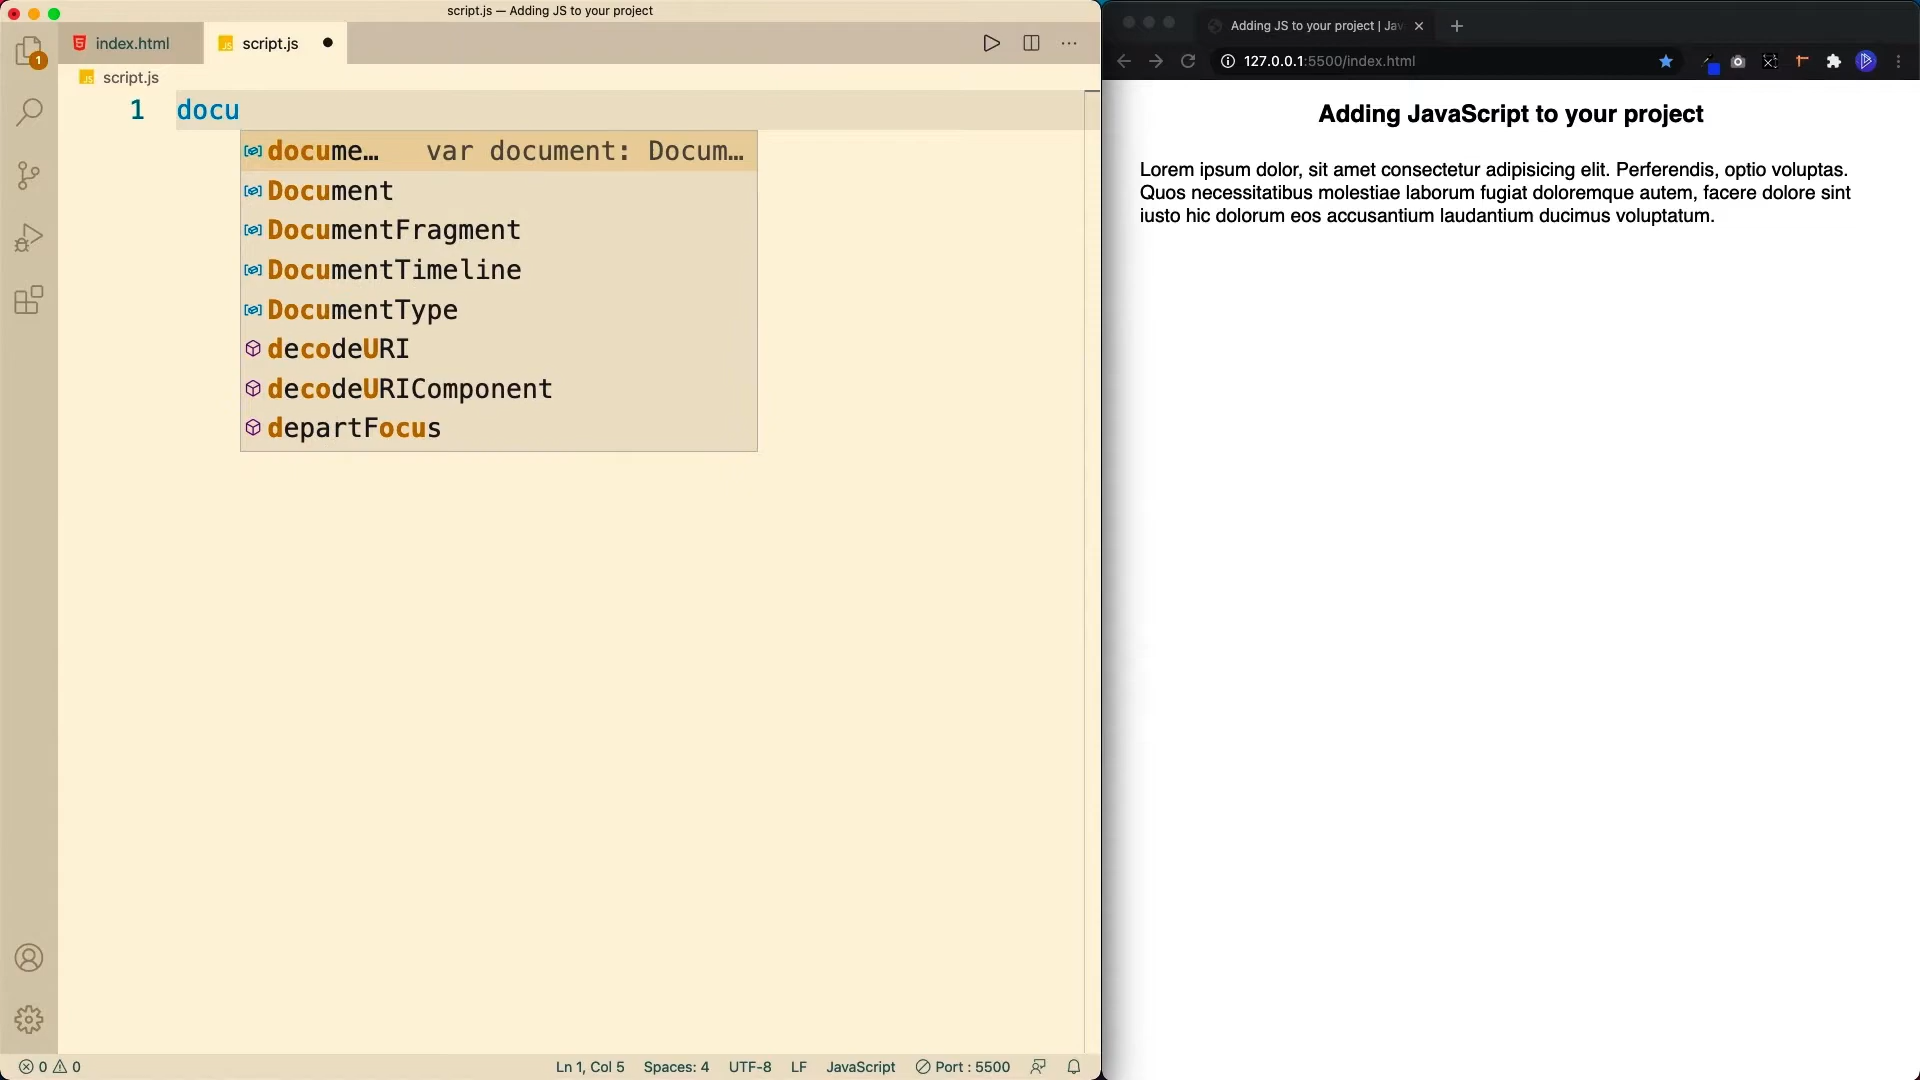 script.js — Adding JS to your project
index.html
script.js
1
script.js
1 docu
docume… var document: Docum…
Document
DocumentFragment
DocumentTimeline
DocumentType
decodeURI
decodeURIComponent
departFocus
0 0
Ln 1, Col 5 Spaces: 4 UTF-8 LF JavaScript Port : 5500
Adding JS to your project | Jav
127.0.0.1:5500/index.html
Adding JavaScript to your project
Lorem ipsum dolor, sit amet consectetur adipisicing elit. Perferendis, optio voluptas.
Quos necessitatibus molestiae laborum fugiat doloremque autem, facere dolore sint
iusto hic dolorum eos accusantium laudantium ducimus voluptatum.